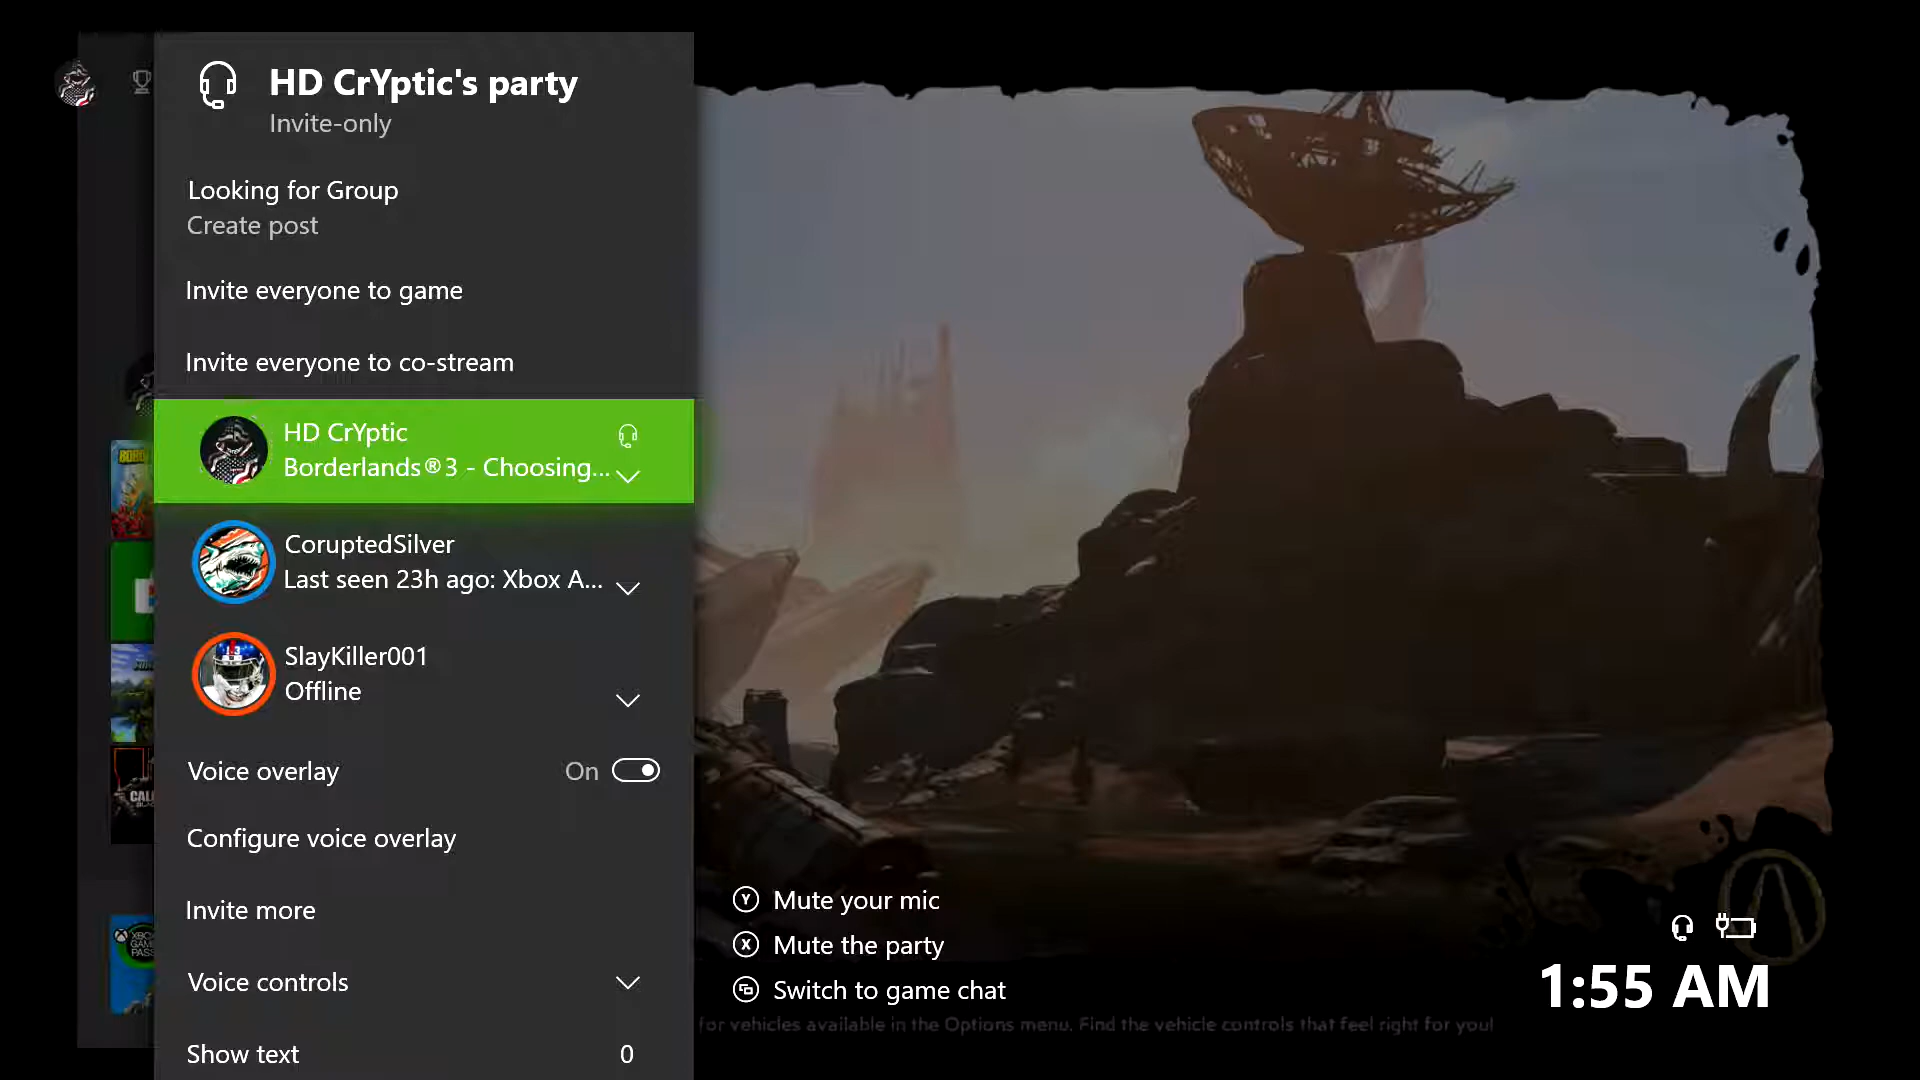 HD CrYptic's party
Invite-only
Looking for Group
Create post
Invite everyone to game
Invite everyone to co-stream
HD CrYptic
Borderlands®3 - Choosing...
CoruptedSilver
Last seen 23h ago: Xbox A...
SlayKiller001
Offline
Voice overlay On
Configure voice overlay
Invite more
Voice controls
Show text 0
XBOX
GAME
PASS
Y Mute your mic
X Mute the party
Switch to game chat
for vehicles available in the Options menu. Find the vehicle controls that feel right for you!
1:55 AM